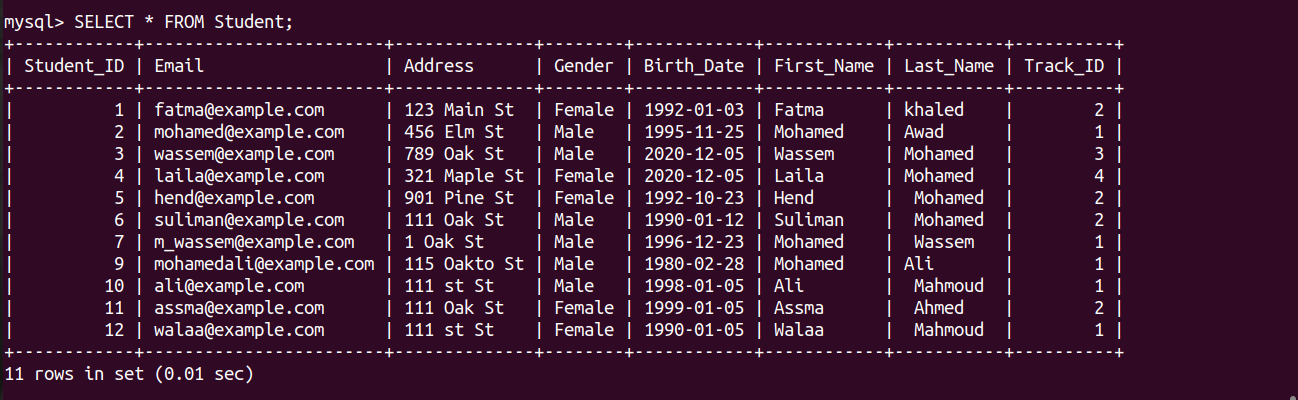 mysql> SELECT * FROM Student;
+------------+------------------------+--------------+--------+------------+------------+-----------+----------+
| Student_ID | Email                  | Address      | Gender | Birth_Date | First_Name | Last_Name | Track_ID |
+------------+------------------------+--------------+--------+------------+------------+-----------+----------+
|          1 | fatma@example.com      | 123 Main St  | Female | 1992-01-03 | Fatma      | khaled    |        2 |
|          2 | mohamed@example.com    | 456 Elm St   | Male   | 1995-11-25 | Mohamed    | Awad      |        1 |
|          3 | wassem@example.com     | 789 Oak St   | Male   | 2020-12-05 | Wassem     | Mohamed   |        3 |
|          4 | laila@example.com      | 321 Maple St | Female | 2020-12-05 | Laila      | Mohamed   |        4 |
|          5 | hend@example.com       | 901 Pine St  | Female | 1992-10-23 | Hend       |  Mohamed  |        2 |
|          6 | suliman@example.com    | 111 Oak St   | Male   | 1990-01-12 | Suliman    |  Mohamed  |        2 |
|          7 | m_wassem@example.com   | 1 Oak St     | Male   | 1996-12-23 | Mohamed    |  Wassem   |        1 |
|          9 | mohamedali@example.com | 115 Oakto St | Male   | 1980-02-28 | Mohamed    | Ali       |        1 |
|         10 | ali@example.com        | 111 st St    | Male   | 1998-01-05 | Ali        |  Mahmoud  |        1 |
|         11 | assma@example.com      | 111 Oak St   | Female | 1999-01-05 | Assma      |  Ahmed    |        2 |
|         12 | walaa@example.com      | 111 st St    | Female | 1990-01-05 | Walaa      |  Mahmoud  |        1 |
+------------+------------------------+--------------+--------+------------+------------+-----------+----------+
11 rows in set (0.01 sec)